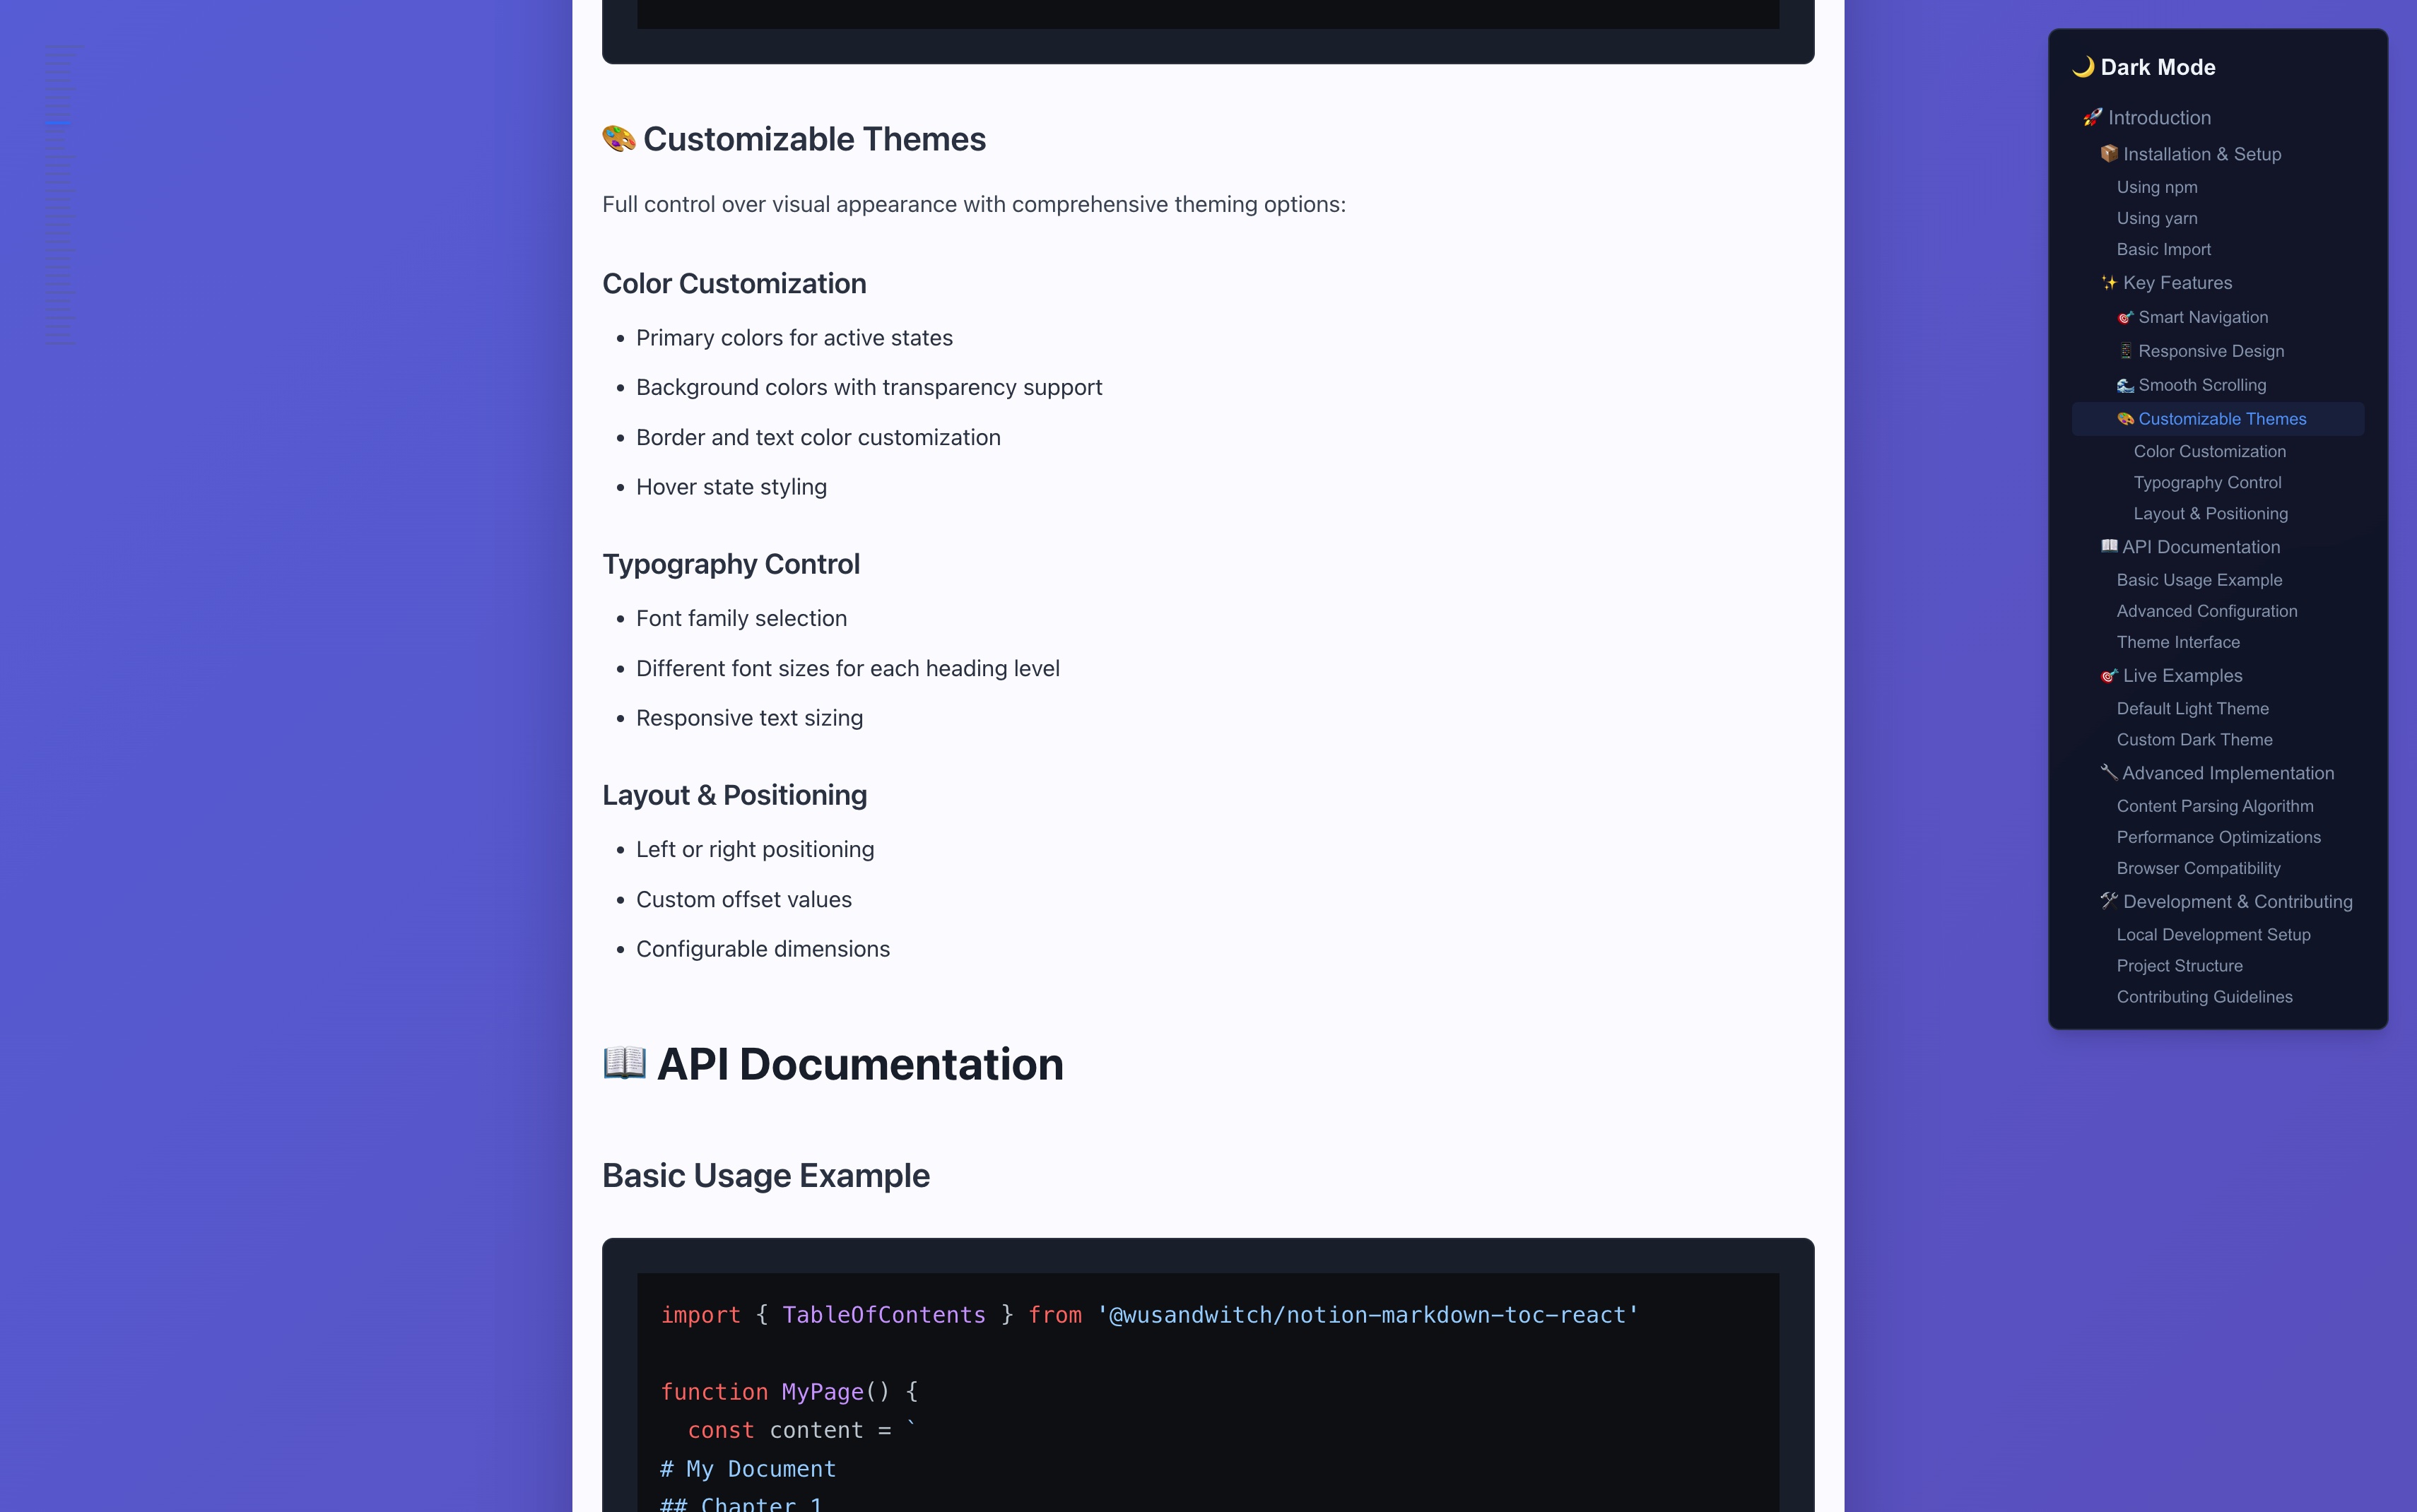 🎨 Customizable Themes
Full control over visual appearance with comprehensive theming options:
Color Customization
• Primary colors for active states
• Background colors with transparency support
• Border and text color customization
• Hover state styling
Typography Control
• Font family selection
• Different font sizes for each heading level
• Responsive text sizing
Layout & Positioning
• Left or right positioning
• Custom offset values
• Configurable dimensions
📖 API Documentation
Basic Usage Example
import { TableOfContents } from '@wusandwitch/notion-markdown-toc-react'
function MyPage() {
  const content = `
# My Document
## Chapter 1
🌙 Dark Mode
🚀 Introduction
📦 Installation & Setup
Using npm
Using yarn
Basic Import
✨ Key Features
🎯 Smart Navigation
📱 Responsive Design
🌊 Smooth Scrolling
🎨 Customizable Themes
Color Customization
Typography Control
Layout & Positioning
📖 API Documentation
Basic Usage Example
Advanced Configuration
Theme Interface
🎯 Live Examples
Default Light Theme
Custom Dark Theme
🔧 Advanced Implementation
Content Parsing Algorithm
Performance Optimizations
Browser Compatibility
🛠️ Development & Contributing
Local Development Setup
Project Structure
Contributing Guidelines